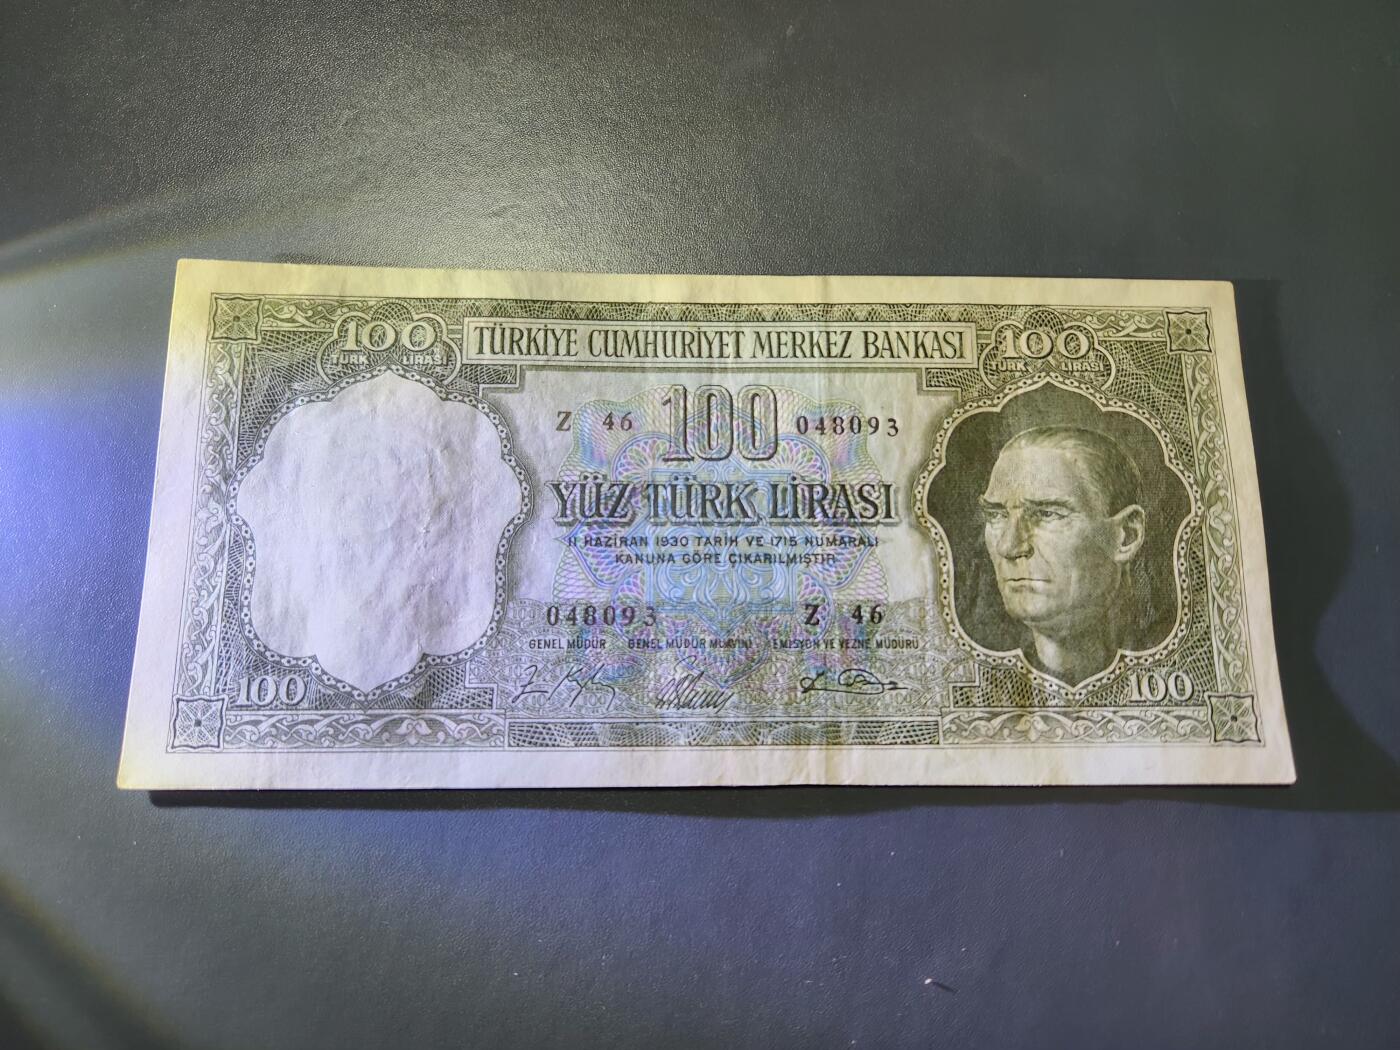 100 TÜRKİYE CUMHURİYET MERKEZ BANKASI 100
TÜRK LİRASI TÜRK LİRASI
Z 46 100 048093
YÜZ TÜRK LİRASI
11 HAZİRAN 1930 TARİH VE 1715 NUMARALI
KANUNA GÖRE ÇIKARILMIŞTIR
048093 Z 46
GENEL MÜDÜR GENEL MÜDÜR MUAVİNİ EMİSYON VE VEZNE MÜDÜRÜ
100 100